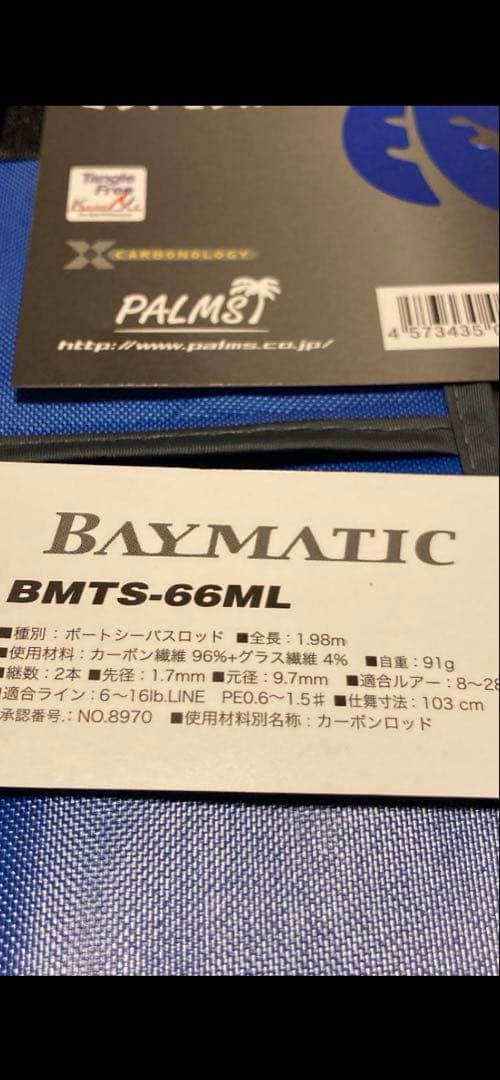 Tangle
Free
CARBONOLOGY
PALMS
http://www.palms.co.jp/
4 573435
BAYMATIC
BMTS-66ML
■種別：ボートシーバスロッド ■全長：1.98m
■使用材料：カーボン繊維 96%+グラス繊維 4% ■自重：91g
■継数：2本 ■先径：1.7mm ■元径：9.7mm ■適合ルアー：8〜28
適合ライン：6〜16lb.LINE PE0.6〜1.5♯ ■仕舞寸法：103 cm
承認番号.：NO.8970 ■使用材料別名称：カーボンロッド